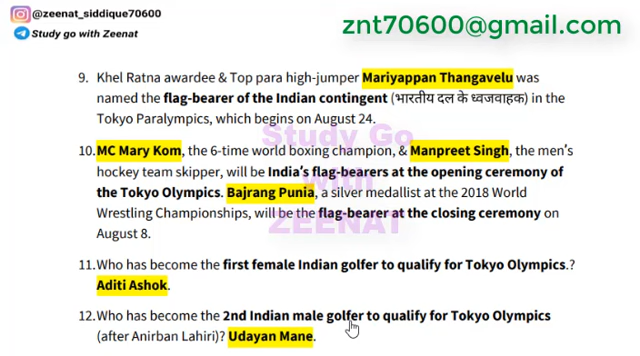 @zeenat_siddique70600
Study go with Zeenat
znt70600@gmail.com
9. Khel Ratna awardee & Top para high-jumper Mariyappan Thangavelu was
named the flag-bearer of the Indian contingent (भारतीय दल के ध्वजवाहक) in the
Tokyo Paralympics, which begins on August 24.
Study Go
with
ZEENAT
10. MC Mary Kom, the 6-time world boxing champion, & Manpreet Singh, the men's
hockey team skipper, will be India's flag-bearers at the opening ceremony of
the Tokyo Olympics. Bajrang Punia, a silver medallist at the 2018 World
Wrestling Championships, will be the flag-bearer at the closing ceremony on
August 8.
11. Who has become the first female Indian golfer to qualify for Tokyo Olympics.?
Aditi Ashok.
12. Who has become the 2nd Indian male golfer to qualify for Tokyo Olympics
(after Anirban Lahiri)? Udayan Mane.